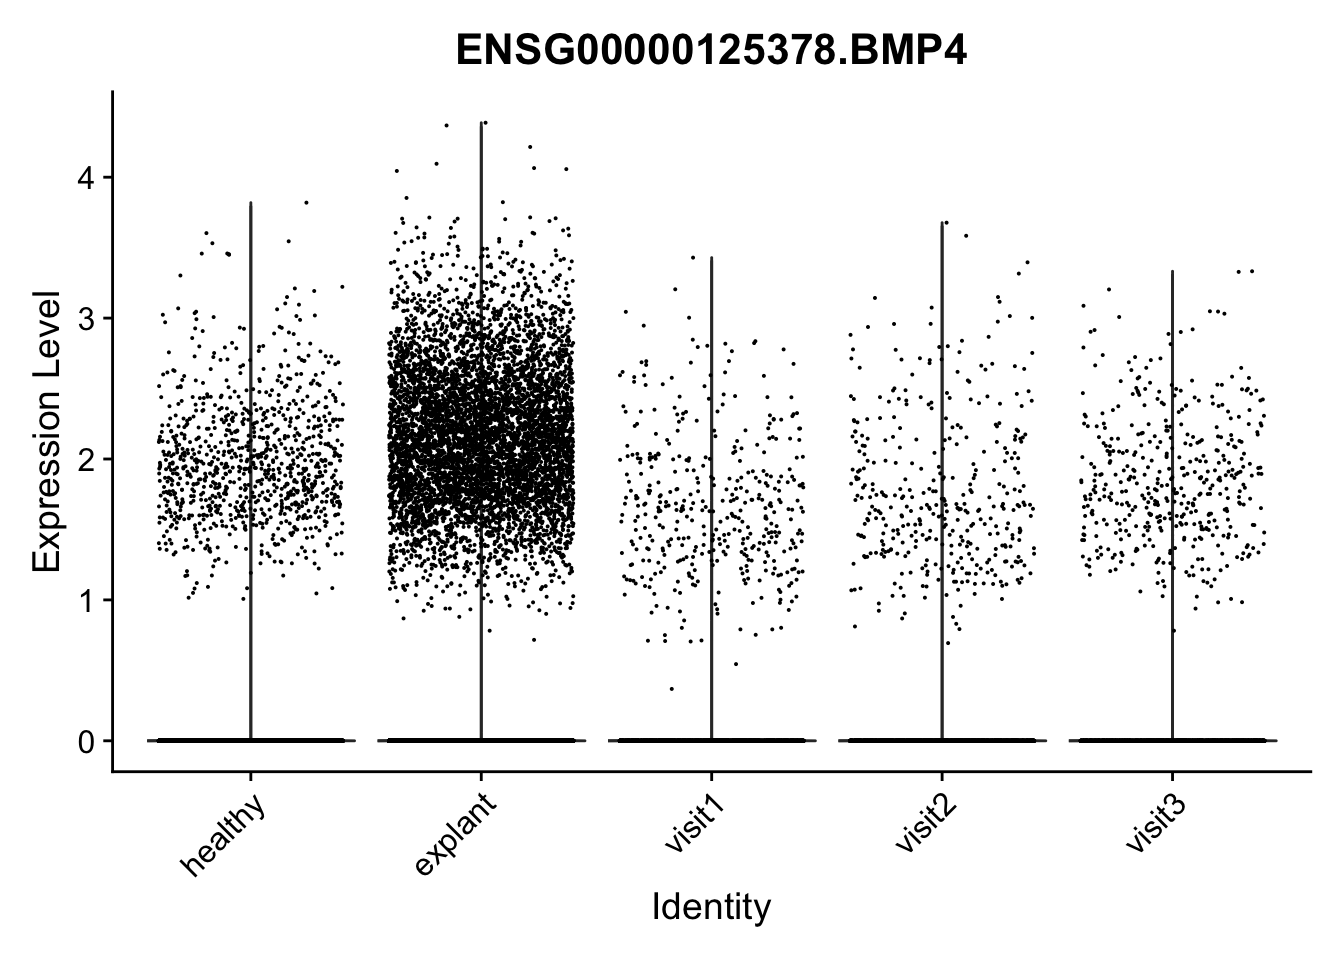 ENSG00000125378.BMP4
Expression Level
4
3
2
1
0
healthy
explant
visit1
visit2
visit3
Identity